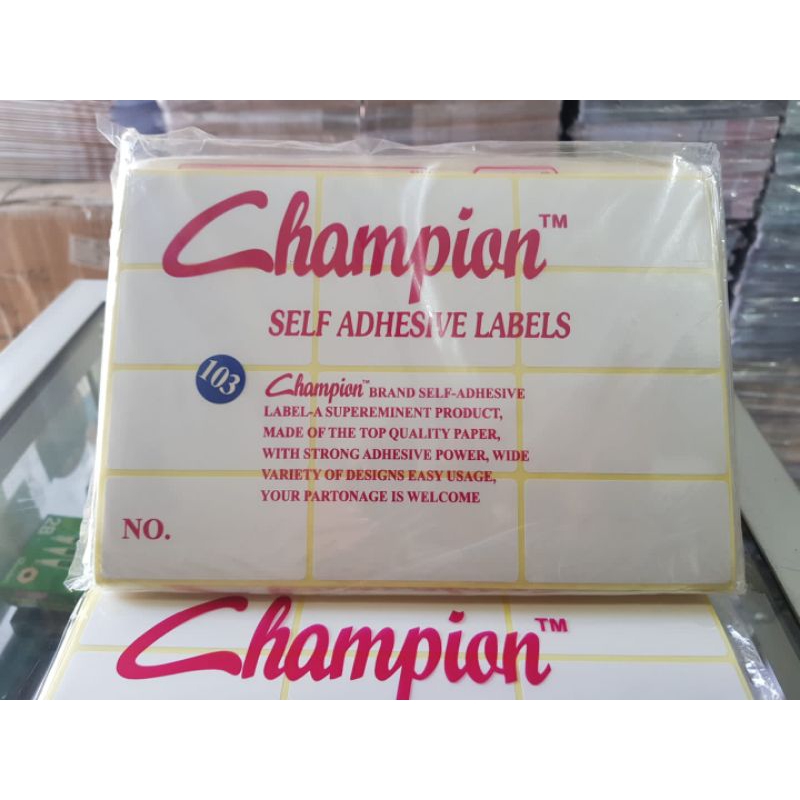 Champion™
SELF ADHESIVE LABELS
103
Champion™ BRAND SELF-ADHESIVE
LABEL-A SUPEREMINENT PRODUCT,
MADE OF THE TOP QUALITY PAPER,
WITH STRONG ADHESIVE POWER, WIDE
VARIETY OF DESIGNS EASY USAGE,
YOUR PARTONAGE IS WELCOME
NO.
Champion™